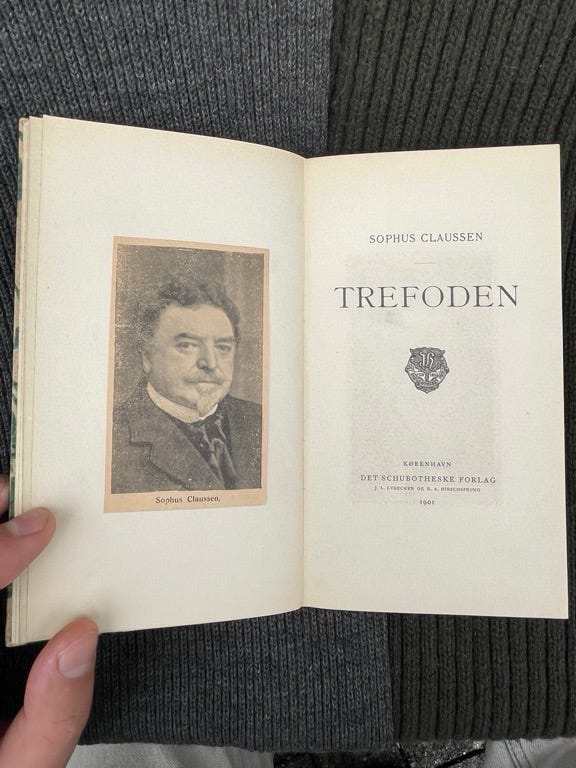 Sophus Claussen.
SOPHUS CLAUSSEN
TREFODEN
KØBENHAVN
DET SCHUBOTHESKE FORLAG
J. L. LYBECKER OG E. A. HIRSCHSPRUNG
1901